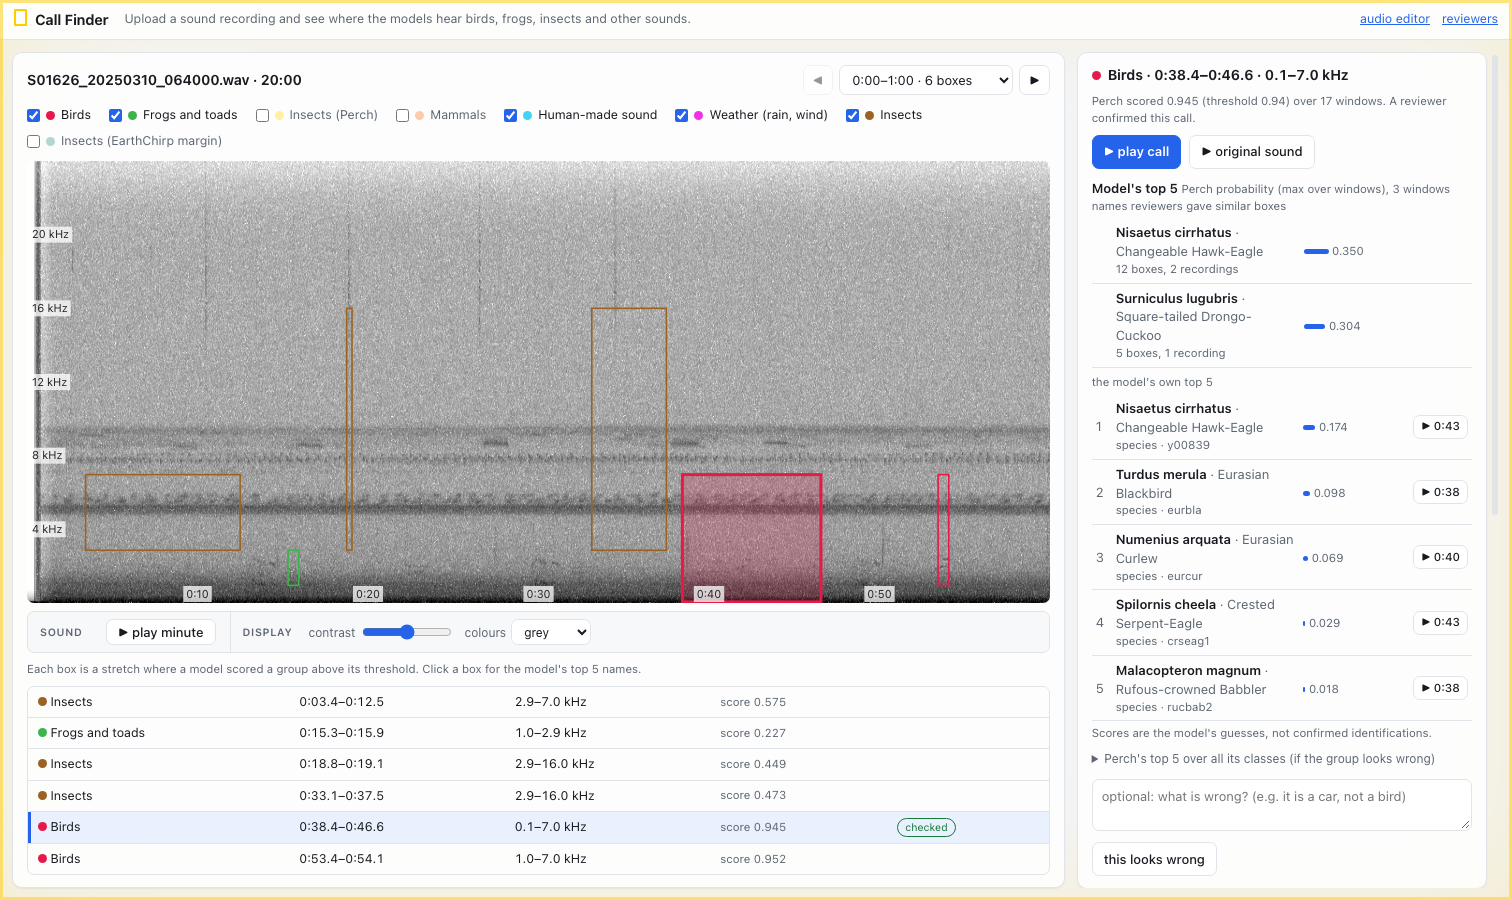 Call Finder Upload a sound recording and see where the models hear birds, frogs, insects and other sounds. audio editor reviewers
S01626_20250310_064000.wav · 20:00 ◀ 0:00–1:00 · 6 boxes ▶
Birds Frogs and toads Insects (Perch) Mammals Human-made sound Weather (rain, wind) Insects
Insects (EarthChirp margin)
20 kHz
16 kHz
12 kHz
8 kHz
4 kHz
0:10 0:20 0:30 0:40 0:50
SOUND ▶ play minute DISPLAY contrast colours grey
Each box is a stretch where a model scored a group above its threshold. Click a box for the model's top 5 names.
Insects 0:03.4–0:12.5 2.9–7.0 kHz score 0.575
Frogs and toads 0:15.3–0:15.9 1.0–2.9 kHz score 0.227
Insects 0:18.8–0:19.1 2.9–16.0 kHz score 0.449
Insects 0:33.1–0:37.5 2.9–16.0 kHz score 0.473
Birds 0:38.4–0:46.6 0.1–7.0 kHz score 0.945 checked
Birds 0:53.4–0:54.1 1.0–7.0 kHz score 0.952
Birds · 0:38.4–0:46.6 · 0.1–7.0 kHz
Perch scored 0.945 (threshold 0.94) over 17 windows. A reviewer
confirmed this call.
▶ play call ▶ original sound
Model's top 5 Perch probability (max over windows), 3 windows
names reviewers gave similar boxes
Nisaetus cirrhatus ·
Changeable Hawk-Eagle 0.350
12 boxes, 2 recordings
Surniculus lugubris ·
Square-tailed Drongo- 0.304
Cuckoo
5 boxes, 1 recording
the model's own top 5
Nisaetus cirrhatus ·
1 Changeable Hawk-Eagle 0.174 ▶ 0:43
species · y00839
Turdus merula · Eurasian
2 Blackbird 0.098 ▶ 0:38
species · eurbla
Numenius arquata · Eurasian
3 Curlew 0.069 ▶ 0:40
species · eurcur
Spilornis cheela · Crested
4 Serpent-Eagle 0.029 ▶ 0:43
species · crseag1
Malacopteron magnum ·
5 Rufous-crowned Babbler 0.018 ▶ 0:38
species · rucbab2
Scores are the model's guesses, not confirmed identifications.
▶ Perch's top 5 over all its classes (if the group looks wrong)
optional: what is wrong? (e.g. it is a car, not a bird)
this looks wrong